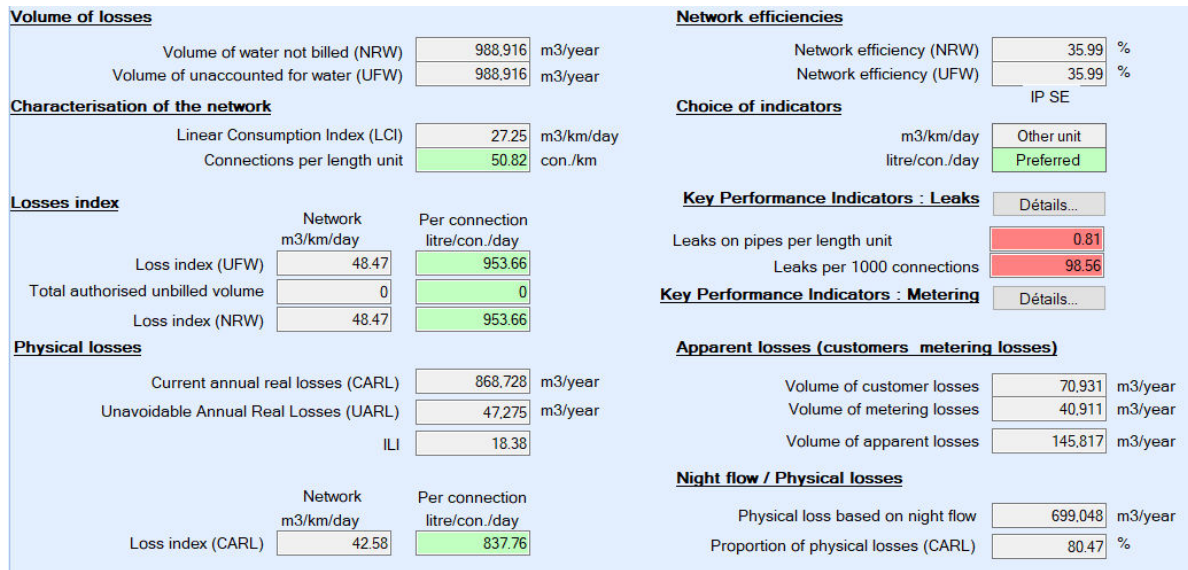 Volume of losses
Volume of water not billed (NRW) 988,916 m3/year
Volume of unaccounted for water (UFW) 988,916 m3/year
Characterisation of the network
Linear Consumption Index (LCI) 27.25 m3/km/day
Connections per length unit 50.82 con./km
Losses index
Network Per connection
m3/km/day litre/con./day
Loss index (UFW) 48.47 953.66
Total authorised unbilled volume 0 0
Loss index (NRW) 48.47 953.66
Physical losses
Current annual real losses (CARL) 868,728 m3/year
Unavoidable Annual Real Losses (UARL) 47,275 m3/year
ILI 18.38
Network Per connection
m3/km/day litre/con./day
Loss index (CARL) 42.58 837.76
Network efficiencies
Network efficiency (NRW) 35.99 %
Network efficiency (UFW) 35.99 %
IP SE
Choice of indicators
m3/km/day Other unit
litre/con./day Preferred
Key Performance Indicators : Leaks Détails...
Leaks on pipes per length unit 0.81
Leaks per 1000 connections 98.56
Key Performance Indicators : Metering Détails...
Apparent losses (customers metering losses)
Volume of customer losses 70,931 m3/year
Volume of metering losses 40,911 m3/year
Volume of apparent losses 145,817 m3/year
Night flow / Physical losses
Physical loss based on night flow 699,048 m3/year
Proportion of physical losses (CARL) 80.47 %